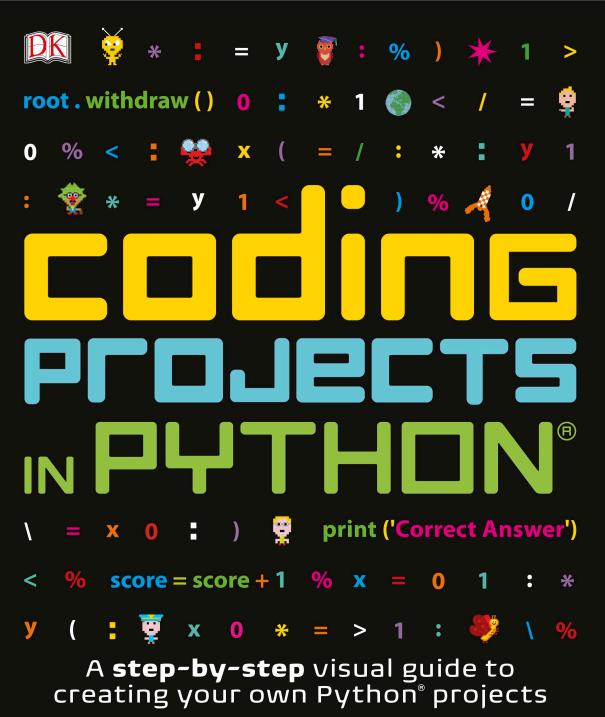 DK * : = y : % ) * 1 >
root.withdraw() 0 : * 1 < / =
0 % < : x ( = / : * : y 1
: * = y 1 < ) % 0 /
coding
projects
in PYTHON®
\ = x 0 : ) print ('Correct Answer')
< % score = score + 1 % x = 0 1 : *
y ( : x 0 * = > 1 : \ %
A step-by-step visual guide to
creating your own Python® projects